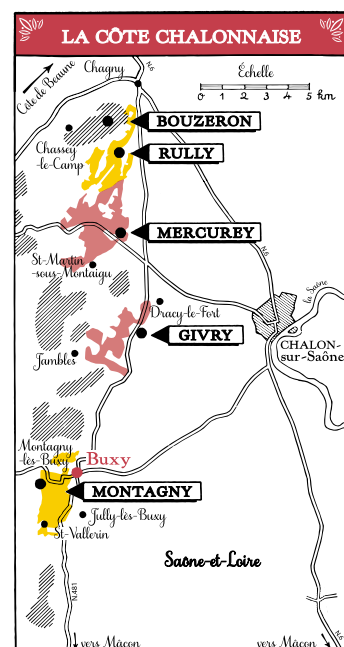 LA CÔTE CHALONNAISE
Chagny
N6
Échelle
0 1 2 3 4 5 km
Côte de Beaune
BOUZERON
Chassey
-le-Camp
RULLY
MERCUREY
N6
St-Martin
-sous-Montaigu
la Saône
Dracy-le-Fort
GIVRY
CHALON-
sur-Saône
Jambles
Montagny
-lès-Buxy
Buxy
MONTAGNY
Jully-lès-Buxy
St-Vallerin
Saône-et-Loire
N.481
N6
vers Mâcon
vers Mâcon